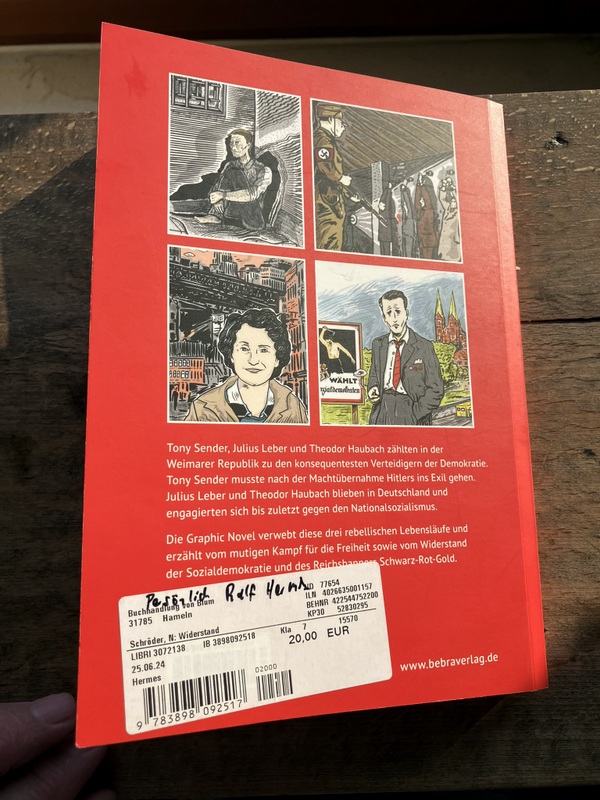 WÄHLT
zialdemokraten
Tony Sender, Julius Leber und Theodor Haubach zählten in der
Weimarer Republik zu den konsequentesten Verteidigern der Demokratie.
Tony Sender musste nach der Machtübernahme Hitlers ins Exil gehen.
Julius Leber und Theodor Haubach blieben in Deutschland und
engagierten sich bis zuletzt gegen den Nationalsozialismus.
Die Graphic Novel verwebt diese drei rebellischen Lebensläufe und
erzählt vom mutigen Kampf für die Freiheit sowie vom Widerstand
der Sozialdemokratie und des Reichsbanners Schwarz-Rot-Gold.
Persönlich Ralf
Buchhandlung von Blum
31785 Hameln
77654
ILN 4026635001157
BEHNR 422544752200
KP30 52830295
15570
Schröder, N: Widerstand
LIBRI 3072138 IB 3898092518
Kla 7
20,00 EUR
25.06.24
Hermes
02000
9 783898 092517
www.bebraverlag.de